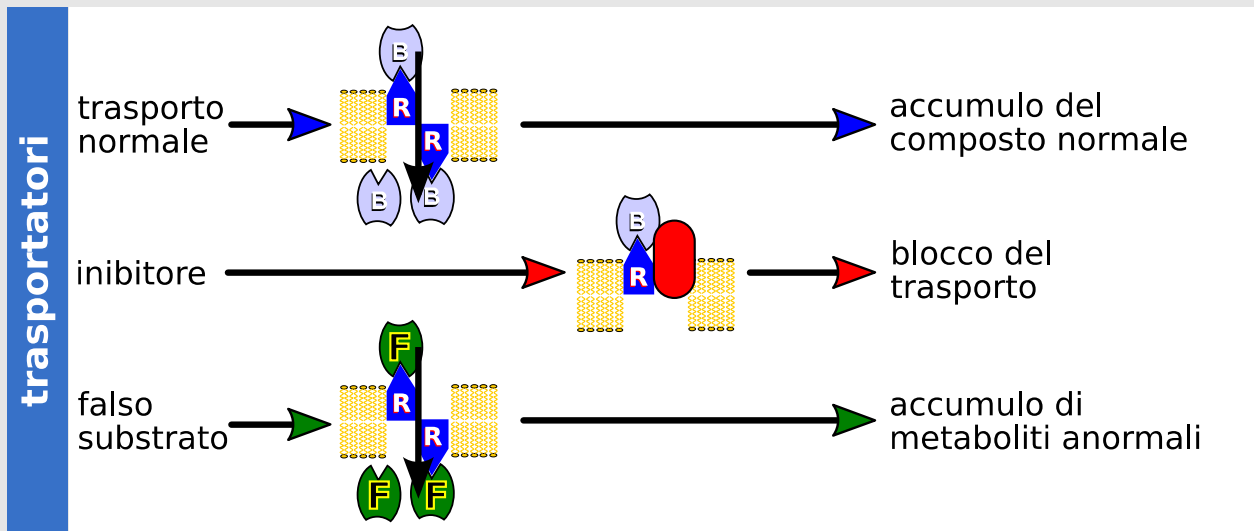 trasportatori
trasporto
normale
B
R
R
B
B
accumulo del
composto normale
inibitore
B
R
blocco del
trasporto
falso
substrato
F
R
R
F
F
accumulo di
metaboliti anormali